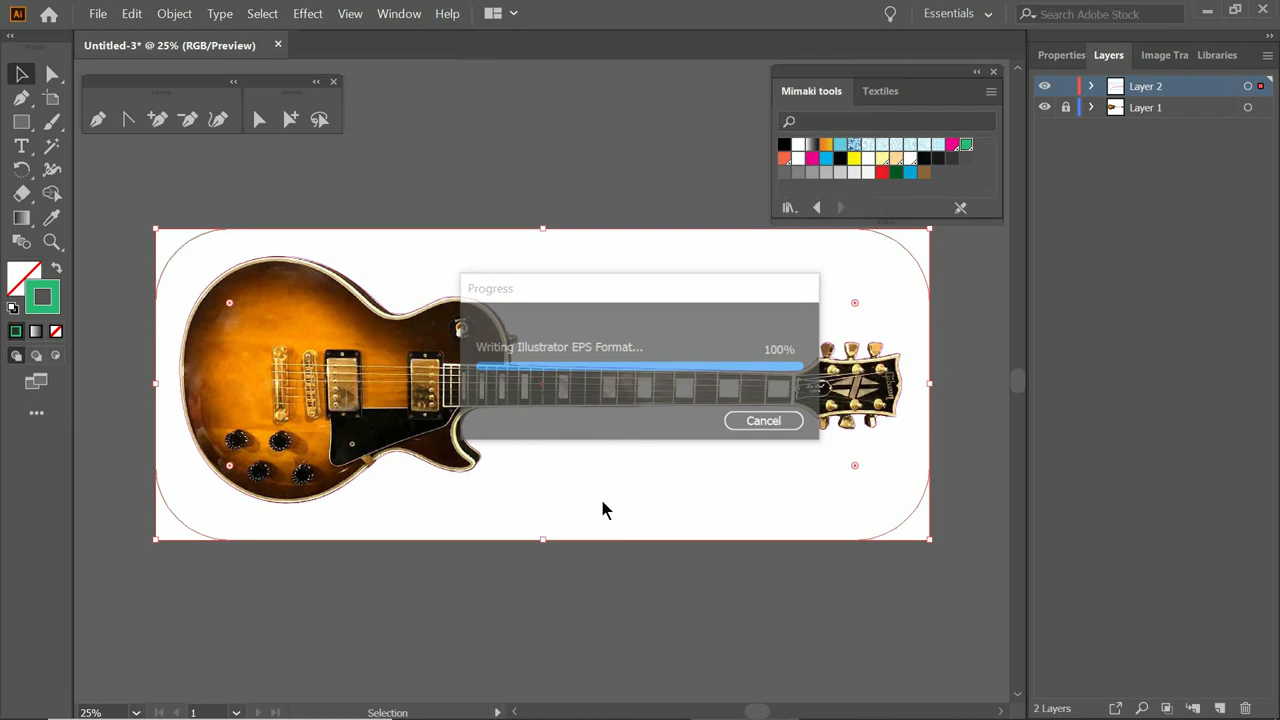 Ai File Edit Object Type Select Effect View Window Help Essentials Search Adobe Stock
Untitled-3* @ 25% (RGB/Preview)
Properties Layers Image Tra Libraries
Mimaki tools Textiles
Layer 2
Layer 1
Progress
Writing Illustrator EPS Format...
100%
Cancel
25% 1 Selection
2 Layers